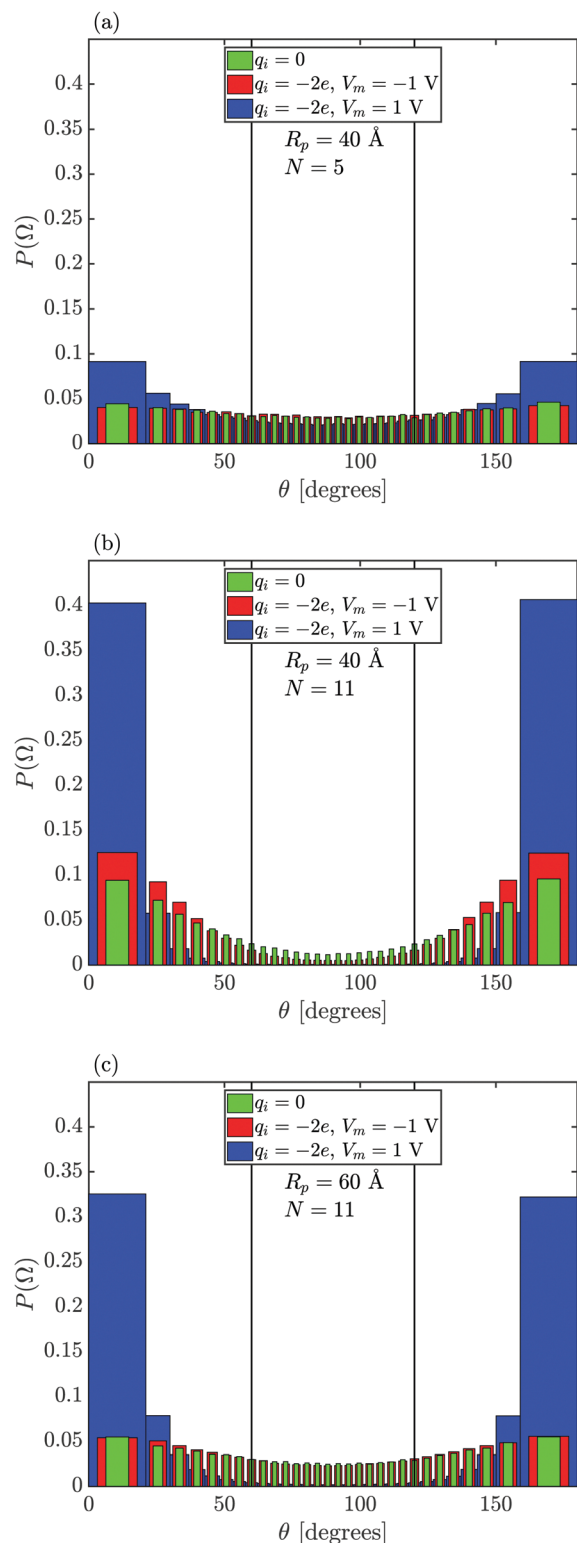 (a)
q_i = 0
q_i = −2e, V_m = −1 V
q_i = −2e, V_m = 1 V
R_p = 40 Å
N = 5
0.4
0.35
0.3
0.25
0.2
0.15
0.1
0.05
0
P(Ω)
0 50 100 150
θ [degrees]
(b)
q_i = 0
q_i = −2e, V_m = −1 V
q_i = −2e, V_m = 1 V
R_p = 40 Å
N = 11
0.4
0.35
0.3
0.25
0.2
0.15
0.1
0.05
0
P(Ω)
0 50 100 150
θ [degrees]
(c)
q_i = 0
q_i = −2e, V_m = −1 V
q_i = −2e, V_m = 1 V
R_p = 60 Å
N = 11
0.4
0.35
0.3
0.25
0.2
0.15
0.1
0.05
0
P(Ω)
0 50 100 150
θ [degrees]